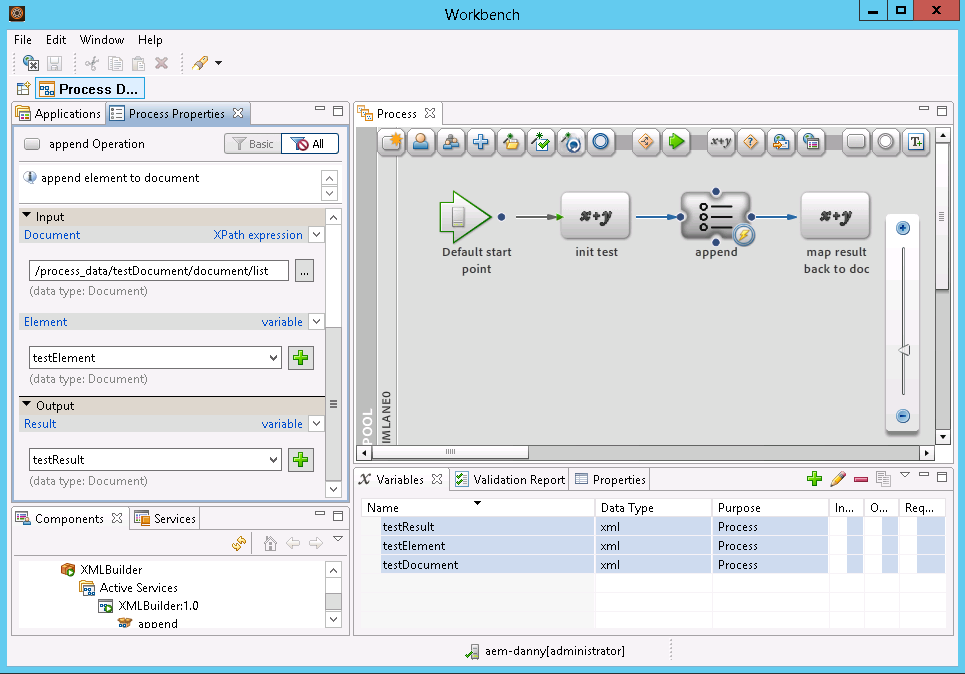 Workbench
File Edit Window Help
Process D...
Applications Process Properties
append Operation Basic All
append element to document
Input
Document XPath expression
/process_data/testDocument/document/list ...
(data type: Document)
Element variable
testElement
(data type: Document)
Output
Result variable
testResult
(data type: Document)
Components Services
XMLBuilder
Active Services
XMLBuilder:1.0
append
Process
x+y ? T
POOL
IMLANE0
Default start
point
x+y
init test
append
x+y
map result
back to doc
Variables Validation Report Properties
Name Data Type Purpose In... O... Req...
testResult xml Process
testElement xml Process
testDocument xml Process
aem-danny[administrator]